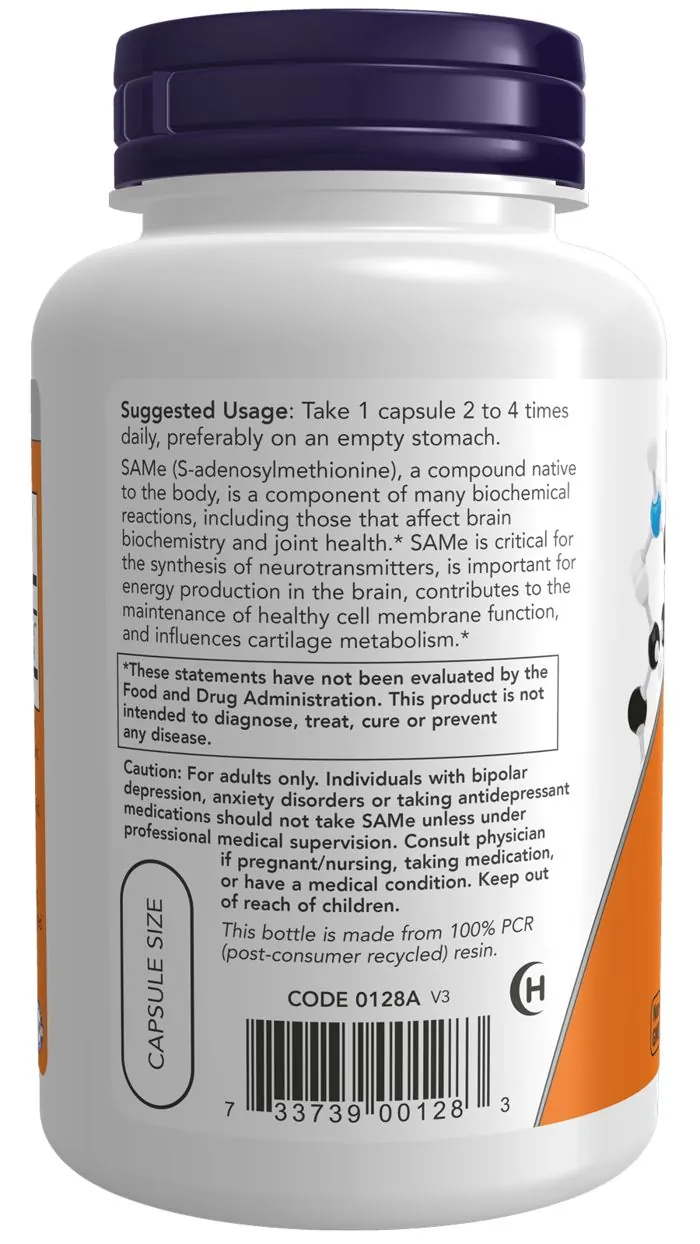 Suggested Usage: Take 1 capsule 2 to 4 times
daily, preferably on an empty stomach.
SAMe (S-adenosylmethionine), a compound native
to the body, is a component of many biochemical
reactions, including those that affect brain
biochemistry and joint health.* SAMe is critical for
the synthesis of neurotransmitters, is important for
energy production in the brain, contributes to the
maintenance of healthy cell membrane function,
and influences cartilage metabolism.*
*These statements have not been evaluated by the
Food and Drug Administration. This product is not
intended to diagnose, treat, cure or prevent
any disease.
Caution: For adults only. Individuals with bipolar
depression, anxiety disorders or taking antidepressant
medications should not take SAMe unless under
professional medical supervision. Consult physician
if pregnant/nursing, taking medication,
or have a medical condition. Keep out
of reach of children.
This bottle is made from 100% PCR
(post-consumer recycled) resin.
CAPSULE SIZE
H
CODE 0128A V3
7 33739 00128 3